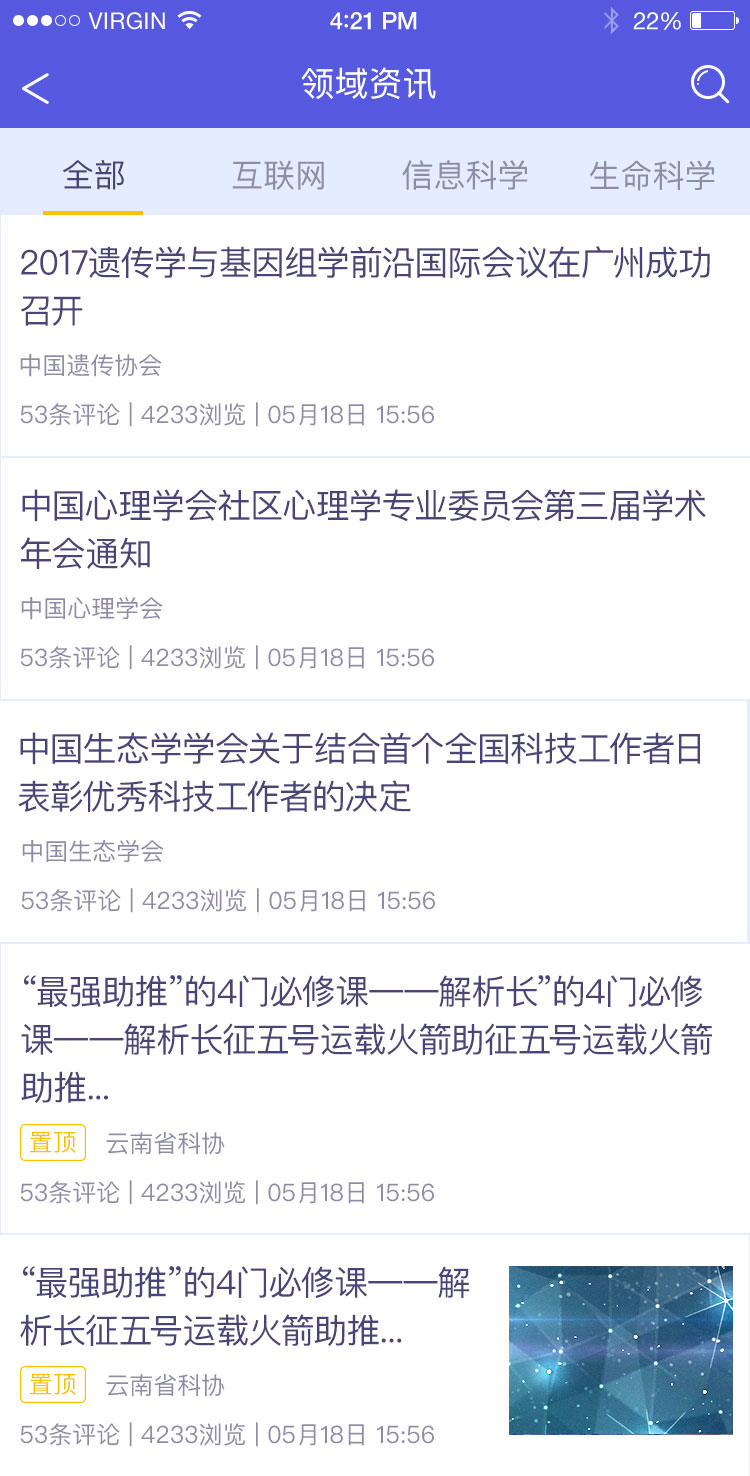 VIRGIN 4:21 PM 22%
领域资讯
全部 互联网 信息科学 生命科学
2017遗传学与基因组学前沿国际会议在广州成功
召开
中国遗传协会
53条评论 | 4233浏览 | 05月18日 15:56
中国心理学会社区心理学专业委员会第三届学术
年会通知
中国心理学会
53条评论 | 4233浏览 | 05月18日 15:56
中国生态学学会关于结合首个全国科技工作者日
表彰优秀科技工作者的决定
中国生态学会
53条评论 | 4233浏览 | 05月18日 15:56
“最强助推”的4门必修课——解析长”的4门必修
课——解析长征五号运载火箭助征五号运载火箭
助推...
置顶 云南省科协
53条评论 | 4233浏览 | 05月18日 15:56
“最强助推”的4门必修课——解
析长征五号运载火箭助推...
置顶 云南省科协
53条评论 | 4233浏览 | 05月18日 15:56